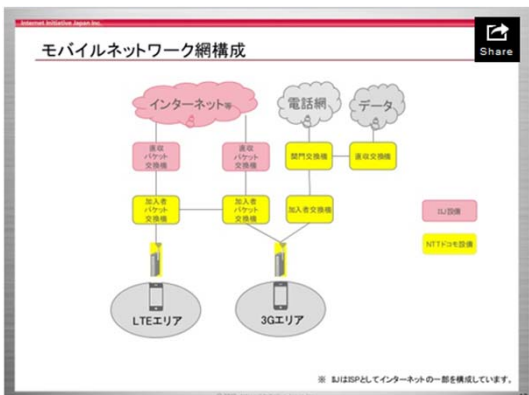 Internet Initiative Japan Inc.
Share
モバイルネットワーク網構成
インターネット等
電話網
データ
直収
パケット
交換機
直収
パケット
交換機
関門交換機
直収交換機
加入者
パケット
交換機
加入者
パケット
交換機
加入者交換機
IIJ設備
NTTドコモ設備
LTEエリア
3Gエリア
※ IIJはISPとしてインターネットの一部を構成しています。